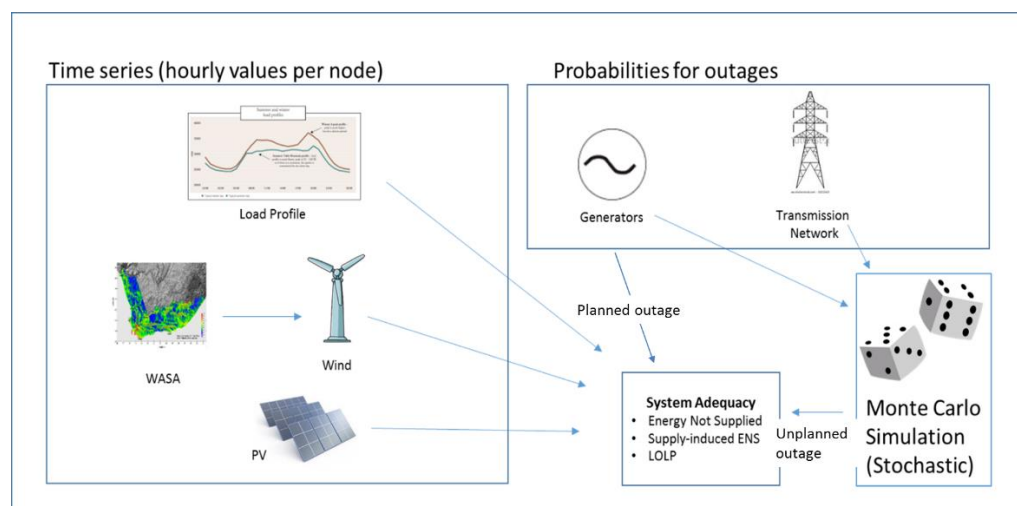 Time series (hourly values per node)
Probabilities for outages
Load Profile
Generators
Transmission
Network
Planned outage
WASA
Wind
PV
System Adequacy
• Energy Not Supplied
• Supply-induced ENS
• LOLP
Unplanned
outage
Monte Carlo
Simulation
(Stochastic)